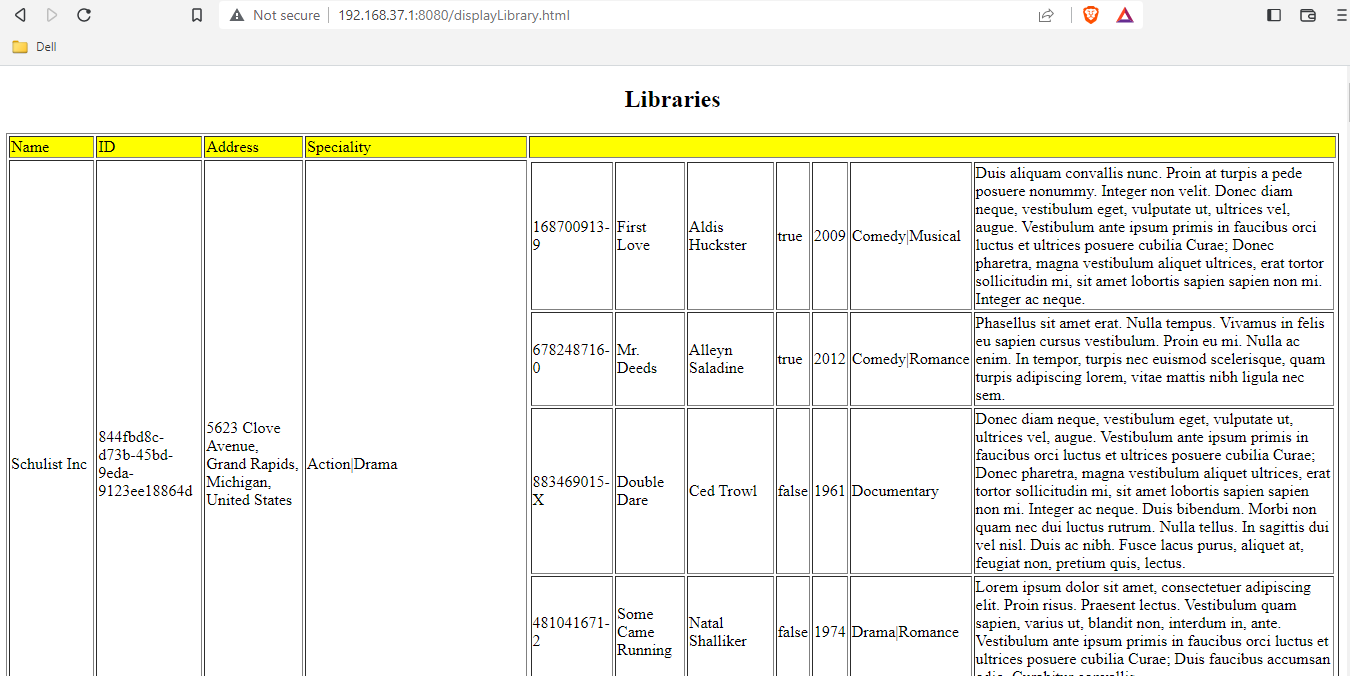 Not secure
192.168.37.1:8080/displayLibrary.html
Dell
Libraries
Name
ID
Address
Speciality
Schulist Inc
844fbd8c-
d73b-45bd-
9eda-
9123ee18864d
5623 Clove
Avenue,
Grand Rapids,
Michigan,
United States
Action|Drama
168700913-
9
First
Love
Aldis
Huckster
true
2009
Comedy|Musical
Duis aliquam convallis nunc. Proin at turpis a pede
posuere nonummy. Integer non velit. Donec diam
neque, vestibulum eget, vulputate ut, ultrices vel,
augue. Vestibulum ante ipsum primis in faucibus orci
luctus et ultrices posuere cubilia Curae; Donec
pharetra, magna vestibulum aliquet ultrices, erat tortor
sollicitudin mi, sit amet lobortis sapien sapien non mi.
Integer ac neque.
678248716-
0
Mr.
Deeds
Alleyn
Saladine
true
2012
Comedy|Romance
Phasellus sit amet erat. Nulla tempus. Vivamus in felis
eu sapien cursus vestibulum. Proin eu mi. Nulla ac
enim. In tempor, turpis nec euismod scelerisque, quam
turpis adipiscing lorem, vitae mattis nibh ligula nec
sem.
883469015-
X
Double
Dare
Ced Trowl
false
1961
Documentary
Donec diam neque, vestibulum eget, vulputate ut,
ultrices vel, augue. Vestibulum ante ipsum primis in
faucibus orci luctus et ultrices posuere cubilia Curae;
Donec pharetra, magna vestibulum aliquet ultrices, erat
tortor sollicitudin mi, sit amet lobortis sapien sapien
non mi. Integer ac neque. Duis bibendum. Morbi non
quam nec dui luctus rutrum. Nulla tellus. In sagittis dui
vel nisl. Duis ac nibh. Fusce lacus purus, aliquet at,
feugiat non, pretium quis, lectus.
481041671-
2
Some
Came
Running
Natal
Shalliker
false
1974
Drama|Romance
Lorem ipsum dolor sit amet, consectetuer adipiscing
elit. Proin risus. Praesent lectus. Vestibulum quam
sapien, varius ut, blandit non, interdum in, ante.
Vestibulum ante ipsum primis in faucibus orci luctus et
ultrices posuere cubilia Curae; Duis faucibus accumsan